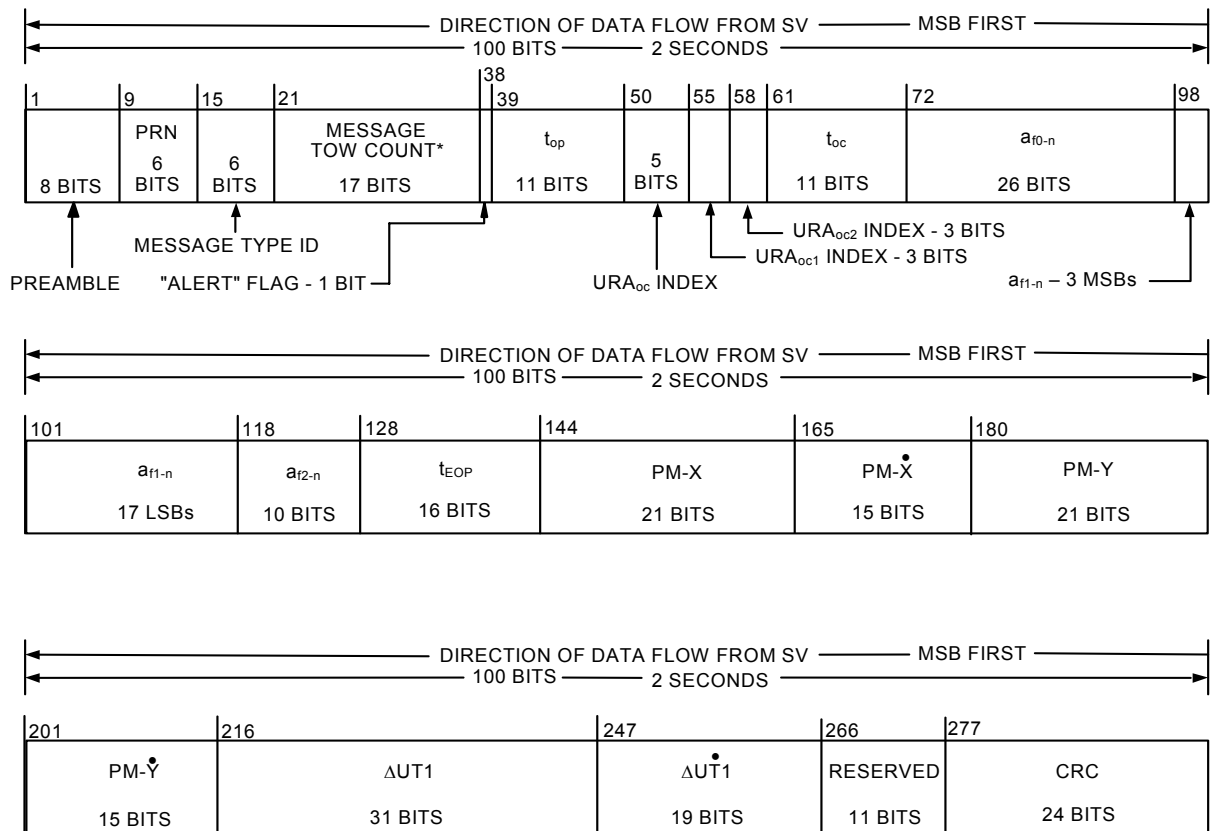 DIRECTION OF DATA FLOW FROM SV MSB FIRST
100 BITS 2 SECONDS
1 9 15 21 38 39 50 55 58 61 72 98
PRN MESSAGE
TOW COUNT* top toc af0-n
8 BITS 6 BITS 6 BITS 17 BITS 11 BITS 5 BITS 11 BITS 26 BITS
MESSAGE TYPE ID
PREAMBLE
"ALERT" FLAG - 1 BIT
URAoc INDEX
URAoc2 INDEX - 3 BITS
URAoc1 INDEX - 3 BITS
af1-n – 3 MSBs
DIRECTION OF DATA FLOW FROM SV MSB FIRST
100 BITS 2 SECONDS
101 118 128 144 165 180
af1-n af2-n tEOP PM-X PM-Ẋ PM-Y
17 LSBs 10 BITS 16 BITS 21 BITS 15 BITS 21 BITS
DIRECTION OF DATA FLOW FROM SV MSB FIRST
100 BITS 2 SECONDS
201 216 247 266 277
PM-Ẏ ΔUT1 ΔUṪ1 RESERVED CRC
15 BITS 31 BITS 19 BITS 11 BITS 24 BITS